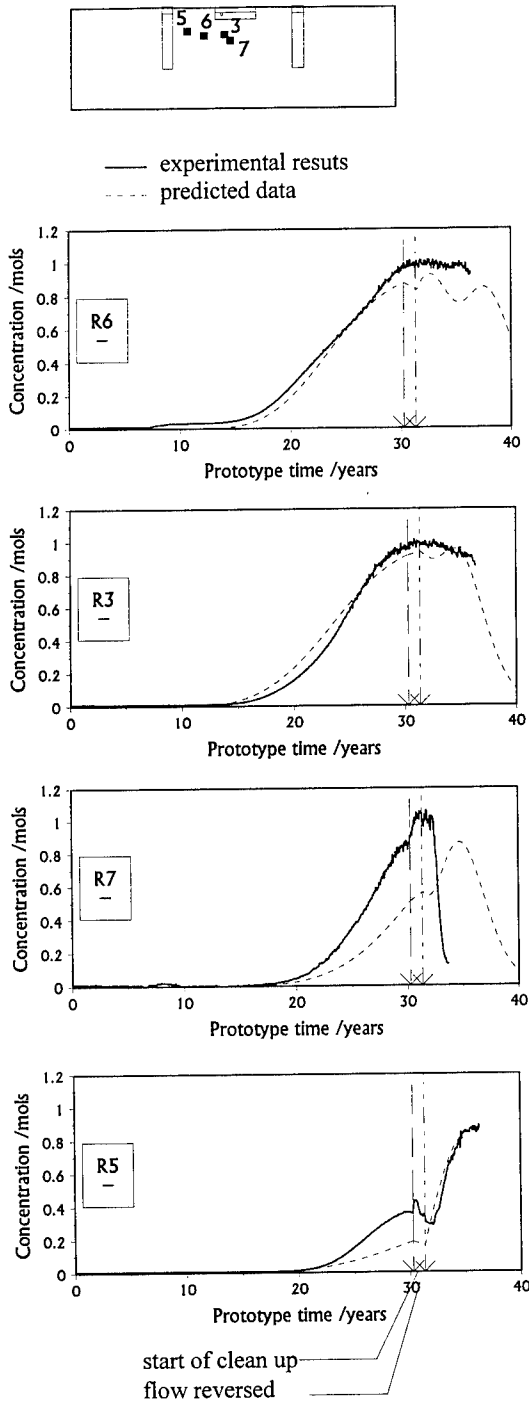 5 6 3
7
experimental resuts
predicted data
1.2
1
0.8
0.6
0.4
0.2
0
Concentration /mols
R6
0 10 20 30 40
Prototype time /years
1.2
1
0.8
0.6
0.4
0.2
0
Concentration /mols
R3
0 10 20 30 40
Prototype time /years
1.2
1
0.8
0.6
0.4
0.2
0
Concentration /mols
R7
0 10 20 30 40
Prototype time /years
1.2
1
0.8
0.6
0.4
0.2
0
Concentration /mols
R5
0 10 20 30 40
Prototype time /years
start of clean up
flow reversed